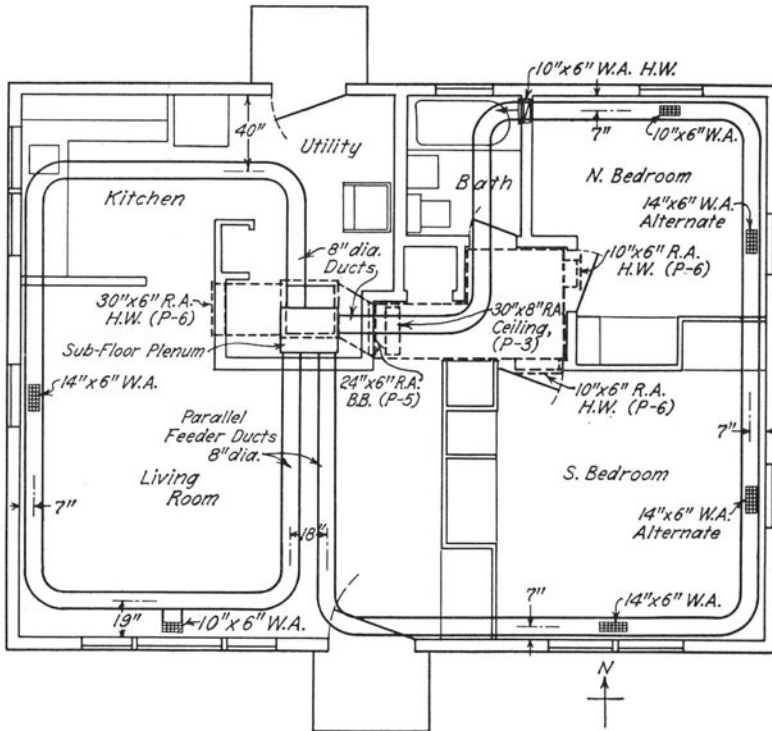 10"x6" W.A. H.W.
40"
Utility
7"
10"x6" W.A.
Kitchen
Bath
N. Bedroom
14"x6" W.A.
Alternate
8" dia.
Ducts
10"x6" R.A.
H.W. (P-6)
30"x6" R.A.
H.W. (P-6)
30"x8" R.A.
Ceiling,
(P-3)
Sub-Floor Plenum
14"x6" W.A.
24"x6" R.A.
B.B. (P-5)
10"x6" R.A.
H.W. (P-6)
Parallel
Feeder Ducts
8" dia.
7"
Living
Room
S. Bedroom
7"
14"x6" W.A.
Alternate
18"
19"
10"x6" W.A.
7"
14"x6" W.A.
N